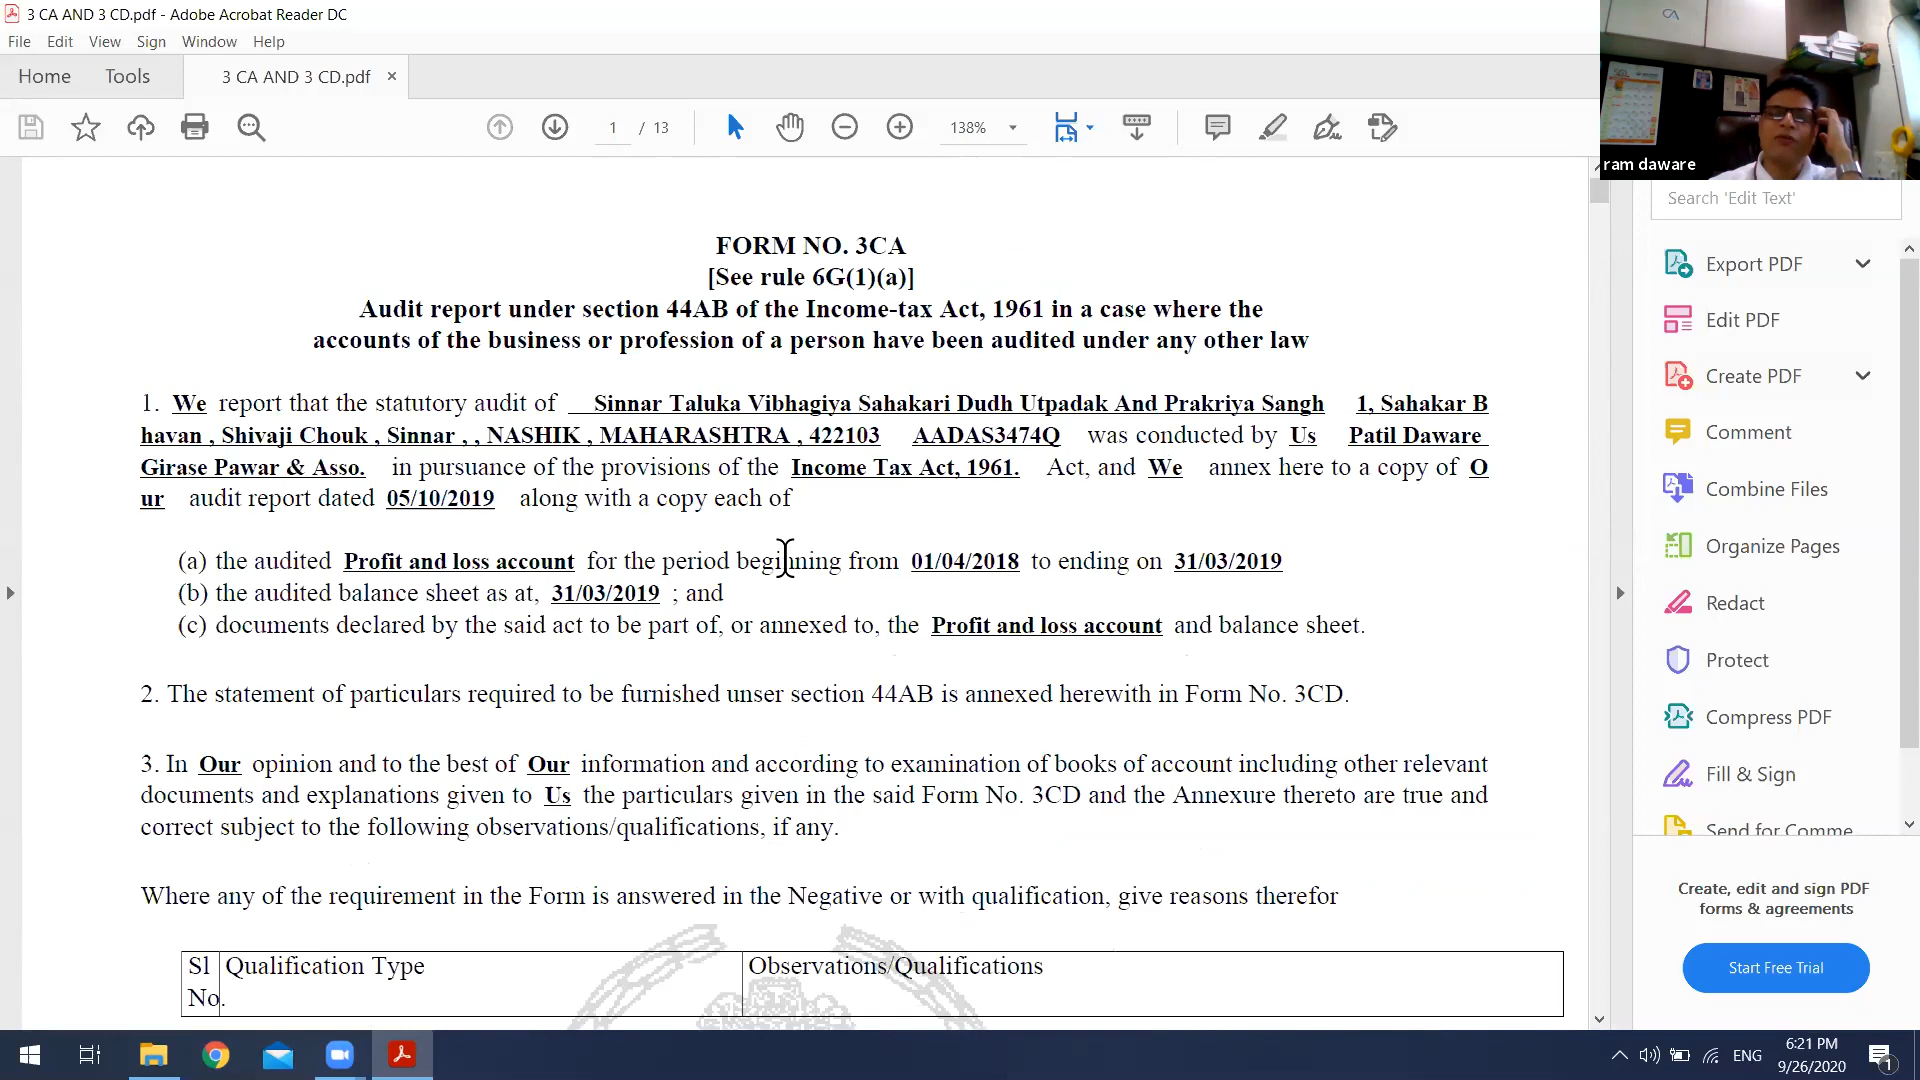 3 CA AND 3 CD.pdf - Adobe Acrobat Reader DC
File Edit View Sign Window Help
Home Tools 3 CA AND 3 CD.pdf ×
1 / 13 138%
ram daware
Search 'Edit Text'
FORM NO. 3CA
[See rule 6G(1)(a)]
Audit report under section 44AB of the Income-tax Act, 1961 in a case where the
accounts of the business or profession of a person have been audited under any other law
1. We report that the statutory audit of Sinnar Taluka Vibhagiya Sahakari Dudh Utpadak And Prakriya Sangh 1, Sahakar B
havan , Shivaji Chouk , Sinnar , , NASHIK , MAHARASHTRA , 422103 AADAS3474Q was conducted by Us Patil Daware
Girase Pawar & Asso. in pursuance of the provisions of the Income Tax Act, 1961. Act, and We annex here to a copy of O
ur audit report dated 05/10/2019 along with a copy each of
(a) the audited Profit and loss account for the period beginning from 01/04/2018 to ending on 31/03/2019
(b) the audited balance sheet as at, 31/03/2019 ; and
(c) documents declared by the said act to be part of, or annexed to, the Profit and loss account and balance sheet.
2. The statement of particulars required to be furnished unser section 44AB is annexed herewith in Form No. 3CD.
3. In Our opinion and to the best of Our information and according to examination of books of account including other relevant
documents and explanations given to Us the particulars given in the said Form No. 3CD and the Annexure thereto are true and
correct subject to the following observations/qualifications, if any.
Where any of the requirement in the Form is answered in the Negative or with qualification, give reasons therefor
Sl Qualification Type Observations/Qualifications
No.
Export PDF
Edit PDF
Create PDF
Comment
Combine Files
Organize Pages
Redact
Protect
Compress PDF
Fill & Sign
Send for Comme
Create, edit and sign PDF
forms & agreements
Start Free Trial
ENG
6:21 PM
9/26/2020
1